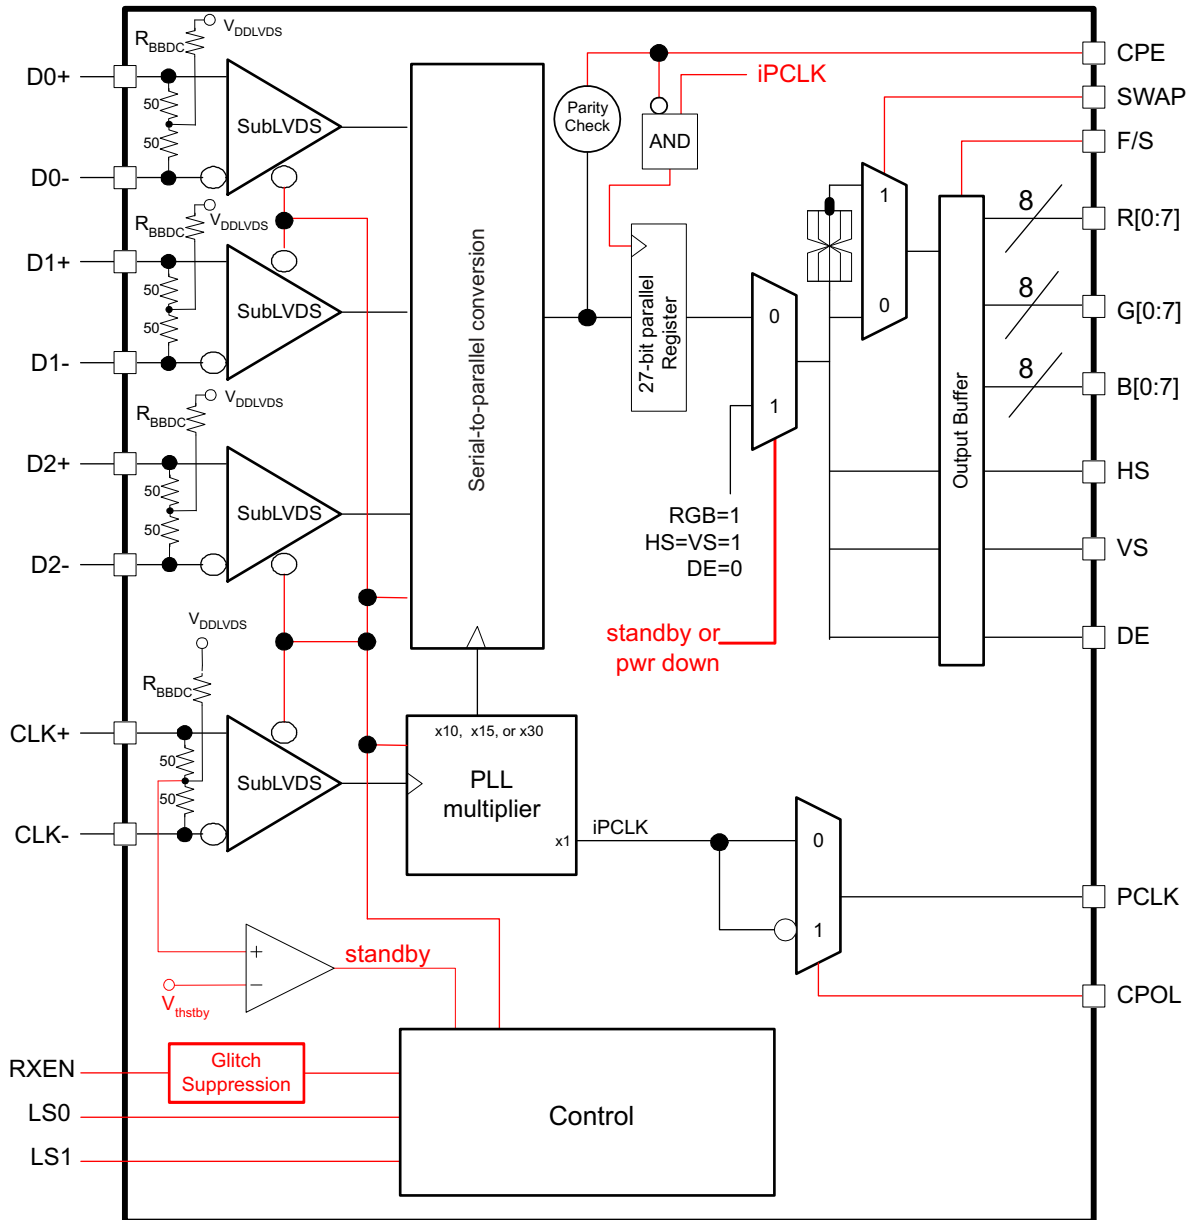 D0+
D0-
D1+
D1-
D2+
D2-
CLK+
CLK-
RXEN
LS0
LS1
RBBDC
VDDLVDS
50
50
SubLVDS
RBBDC
VDDLVDS
50
50
SubLVDS
RBBDC
VDDLVDS
50
50
SubLVDS
VDDLVDS
RBBDC
50
50
SubLVDS
Serial-to-parallel conversion
x10, x15, or x30
PLL
multiplier
x1
iPCLK
+
−
standby
Vthstby
Glitch
Suppression
Control
Parity
Check
AND
iPCLK
27-bit parallel
Register
0
1
RGB=1
HS=VS=1
DE=0
standby or
pwr down
1
0
Output Buffer
8
8
8
0
1
CPE
SWAP
F/S
R[0:7]
G[0:7]
B[0:7]
HS
VS
DE
PCLK
CPOL